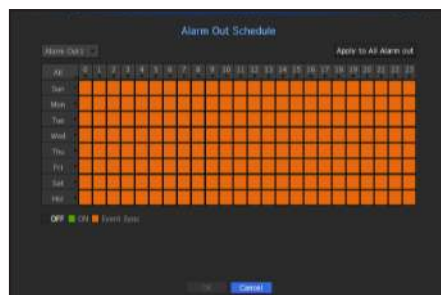 Alarm Out Schedule
Alarm Out1
Apply to All Alarm out
All 0 1 2 3 4 5 6 7 8 9 10 11 12 13 14 15 16 17 18 19 20 21 22 23
Sun
Mon
Tue
Wed
Thu
Fri
Sat
Hol
OFF ON Event Sync
OK Cancel